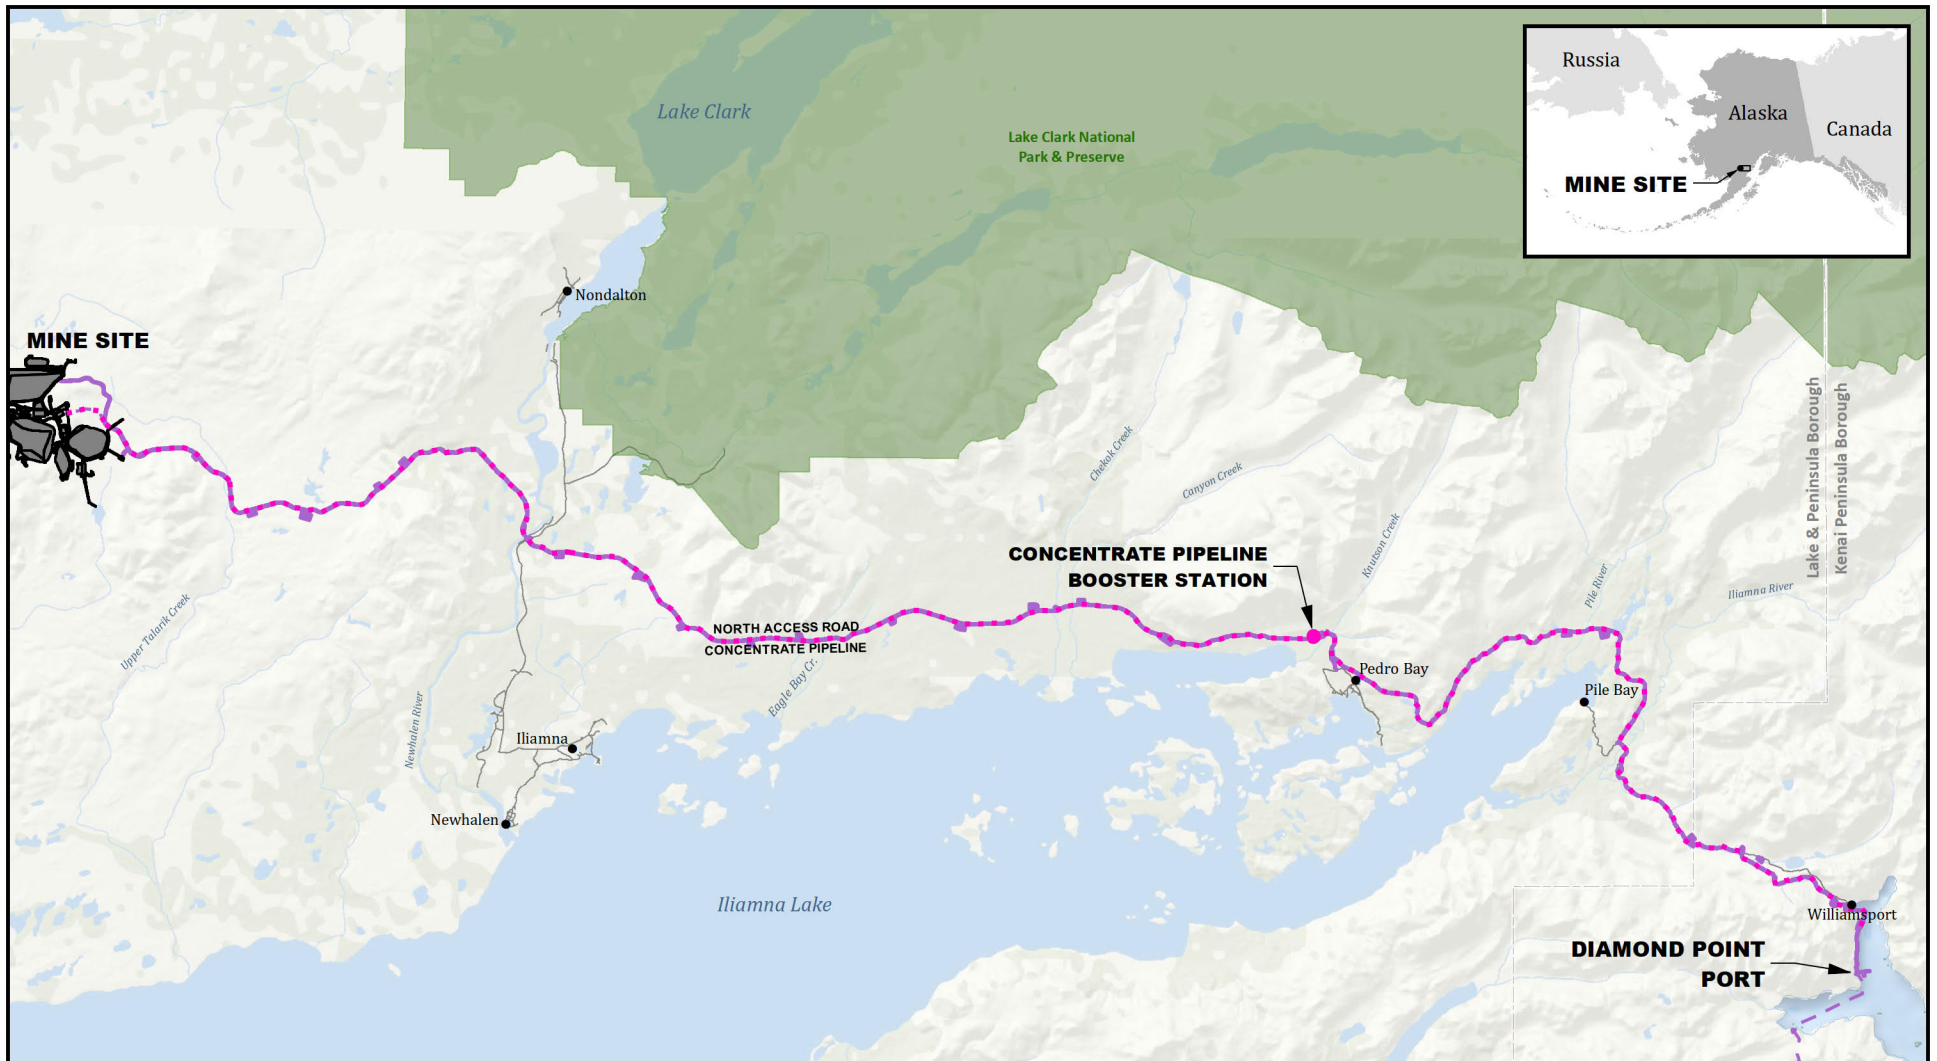 Russia
Alaska
Canada
MINE SITE
Lake Clark
Lake Clark National
Park & Preserve
Nondalton
MINE SITE
Lake & Peninsula Borough
Kenai Peninsula Borough
Chekok Creek
Canyon Creek
Knutson Creek
Pile River
Iliamna River
CONCENTRATE PIPELINE
BOOSTER STATION
Upper Talarik Creek
NORTH ACCESS ROAD
CONCENTRATE PIPELINE
Eagle Bay Cr.
Newhalen River
Pedro Bay
Pile Bay
Iliamna
Newhalen
Iliamna Lake
Williamsport
DIAMOND POINT
PORT